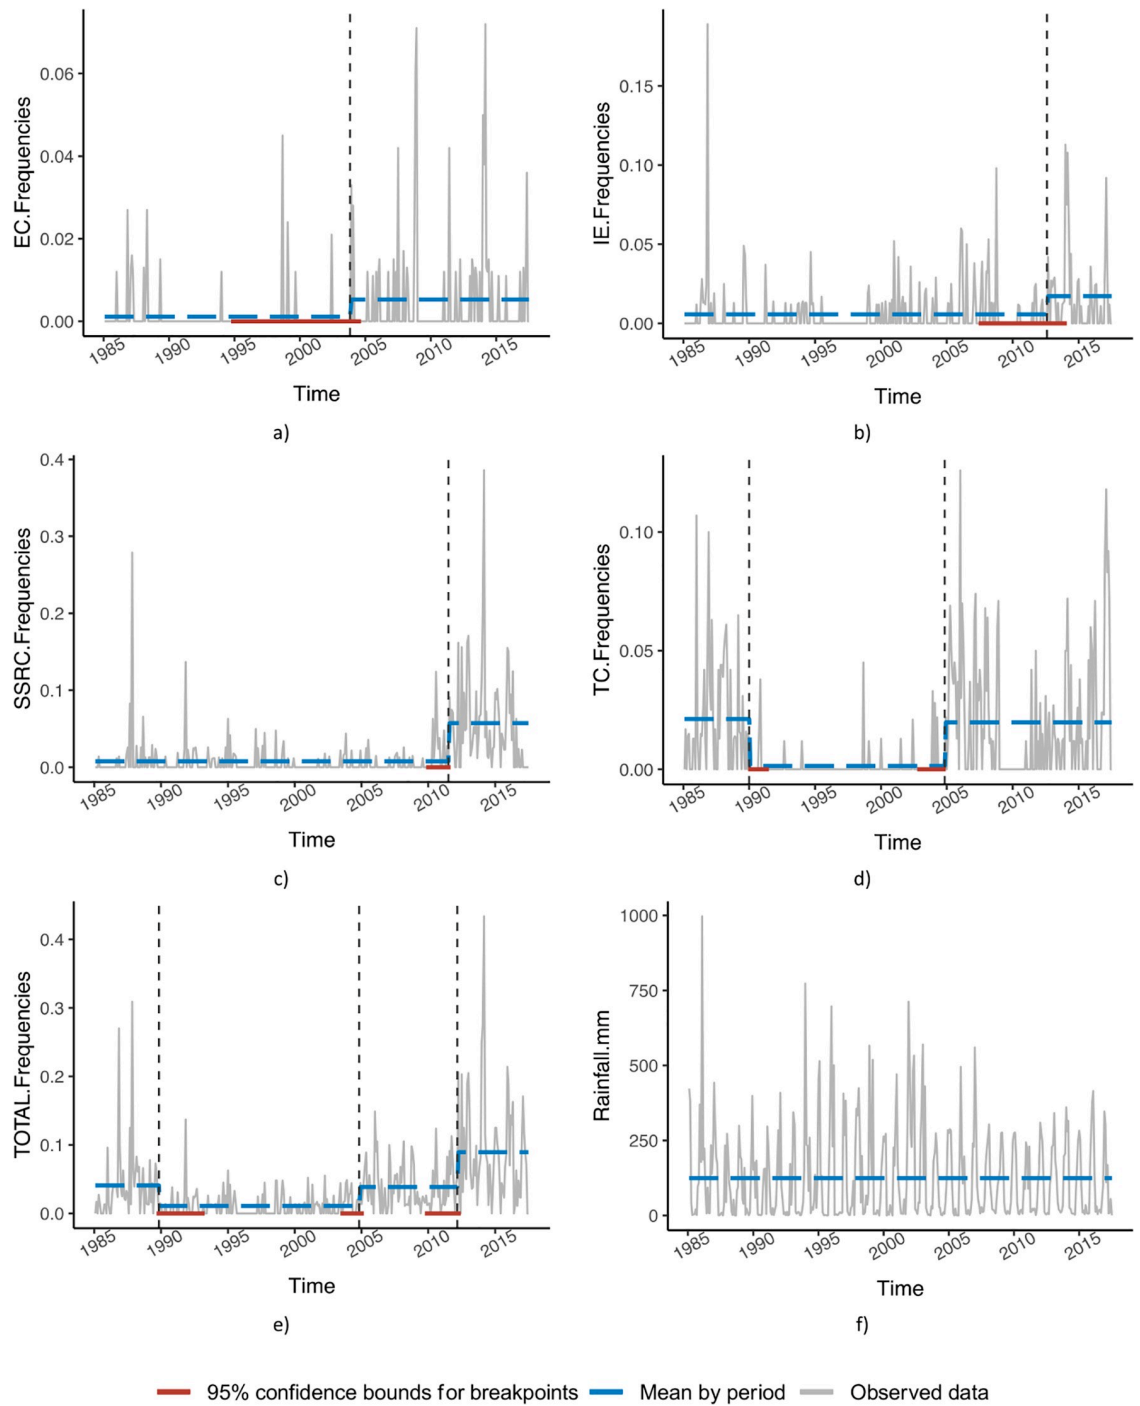 EC.Frequencies
0.06
0.04
0.02
0.00
1985 1990 1995 2000 2005 2010 2015
Time
a)
IE.Frequencies
0.15
0.10
0.05
0.00
1985 1990 1995 2000 2005 2010 2015
Time
b)
SSRC.Frequencies
0.4
0.3
0.2
0.1
0.0
1985 1990 1995 2000 2005 2010 2015
Time
c)
TC.Frequencies
0.10
0.05
0.00
1985 1990 1995 2000 2005 2010 2015
Time
d)
TOTAL.Frequencies
0.4
0.3
0.2
0.1
0.0
1985 1990 1995 2000 2005 2010 2015
Time
e)
Rainfall.mm
1000
750
500
250
0
1985 1990 1995 2000 2005 2010 2015
Time
f)
95% confidence bounds for breakpoints Mean by period Observed data